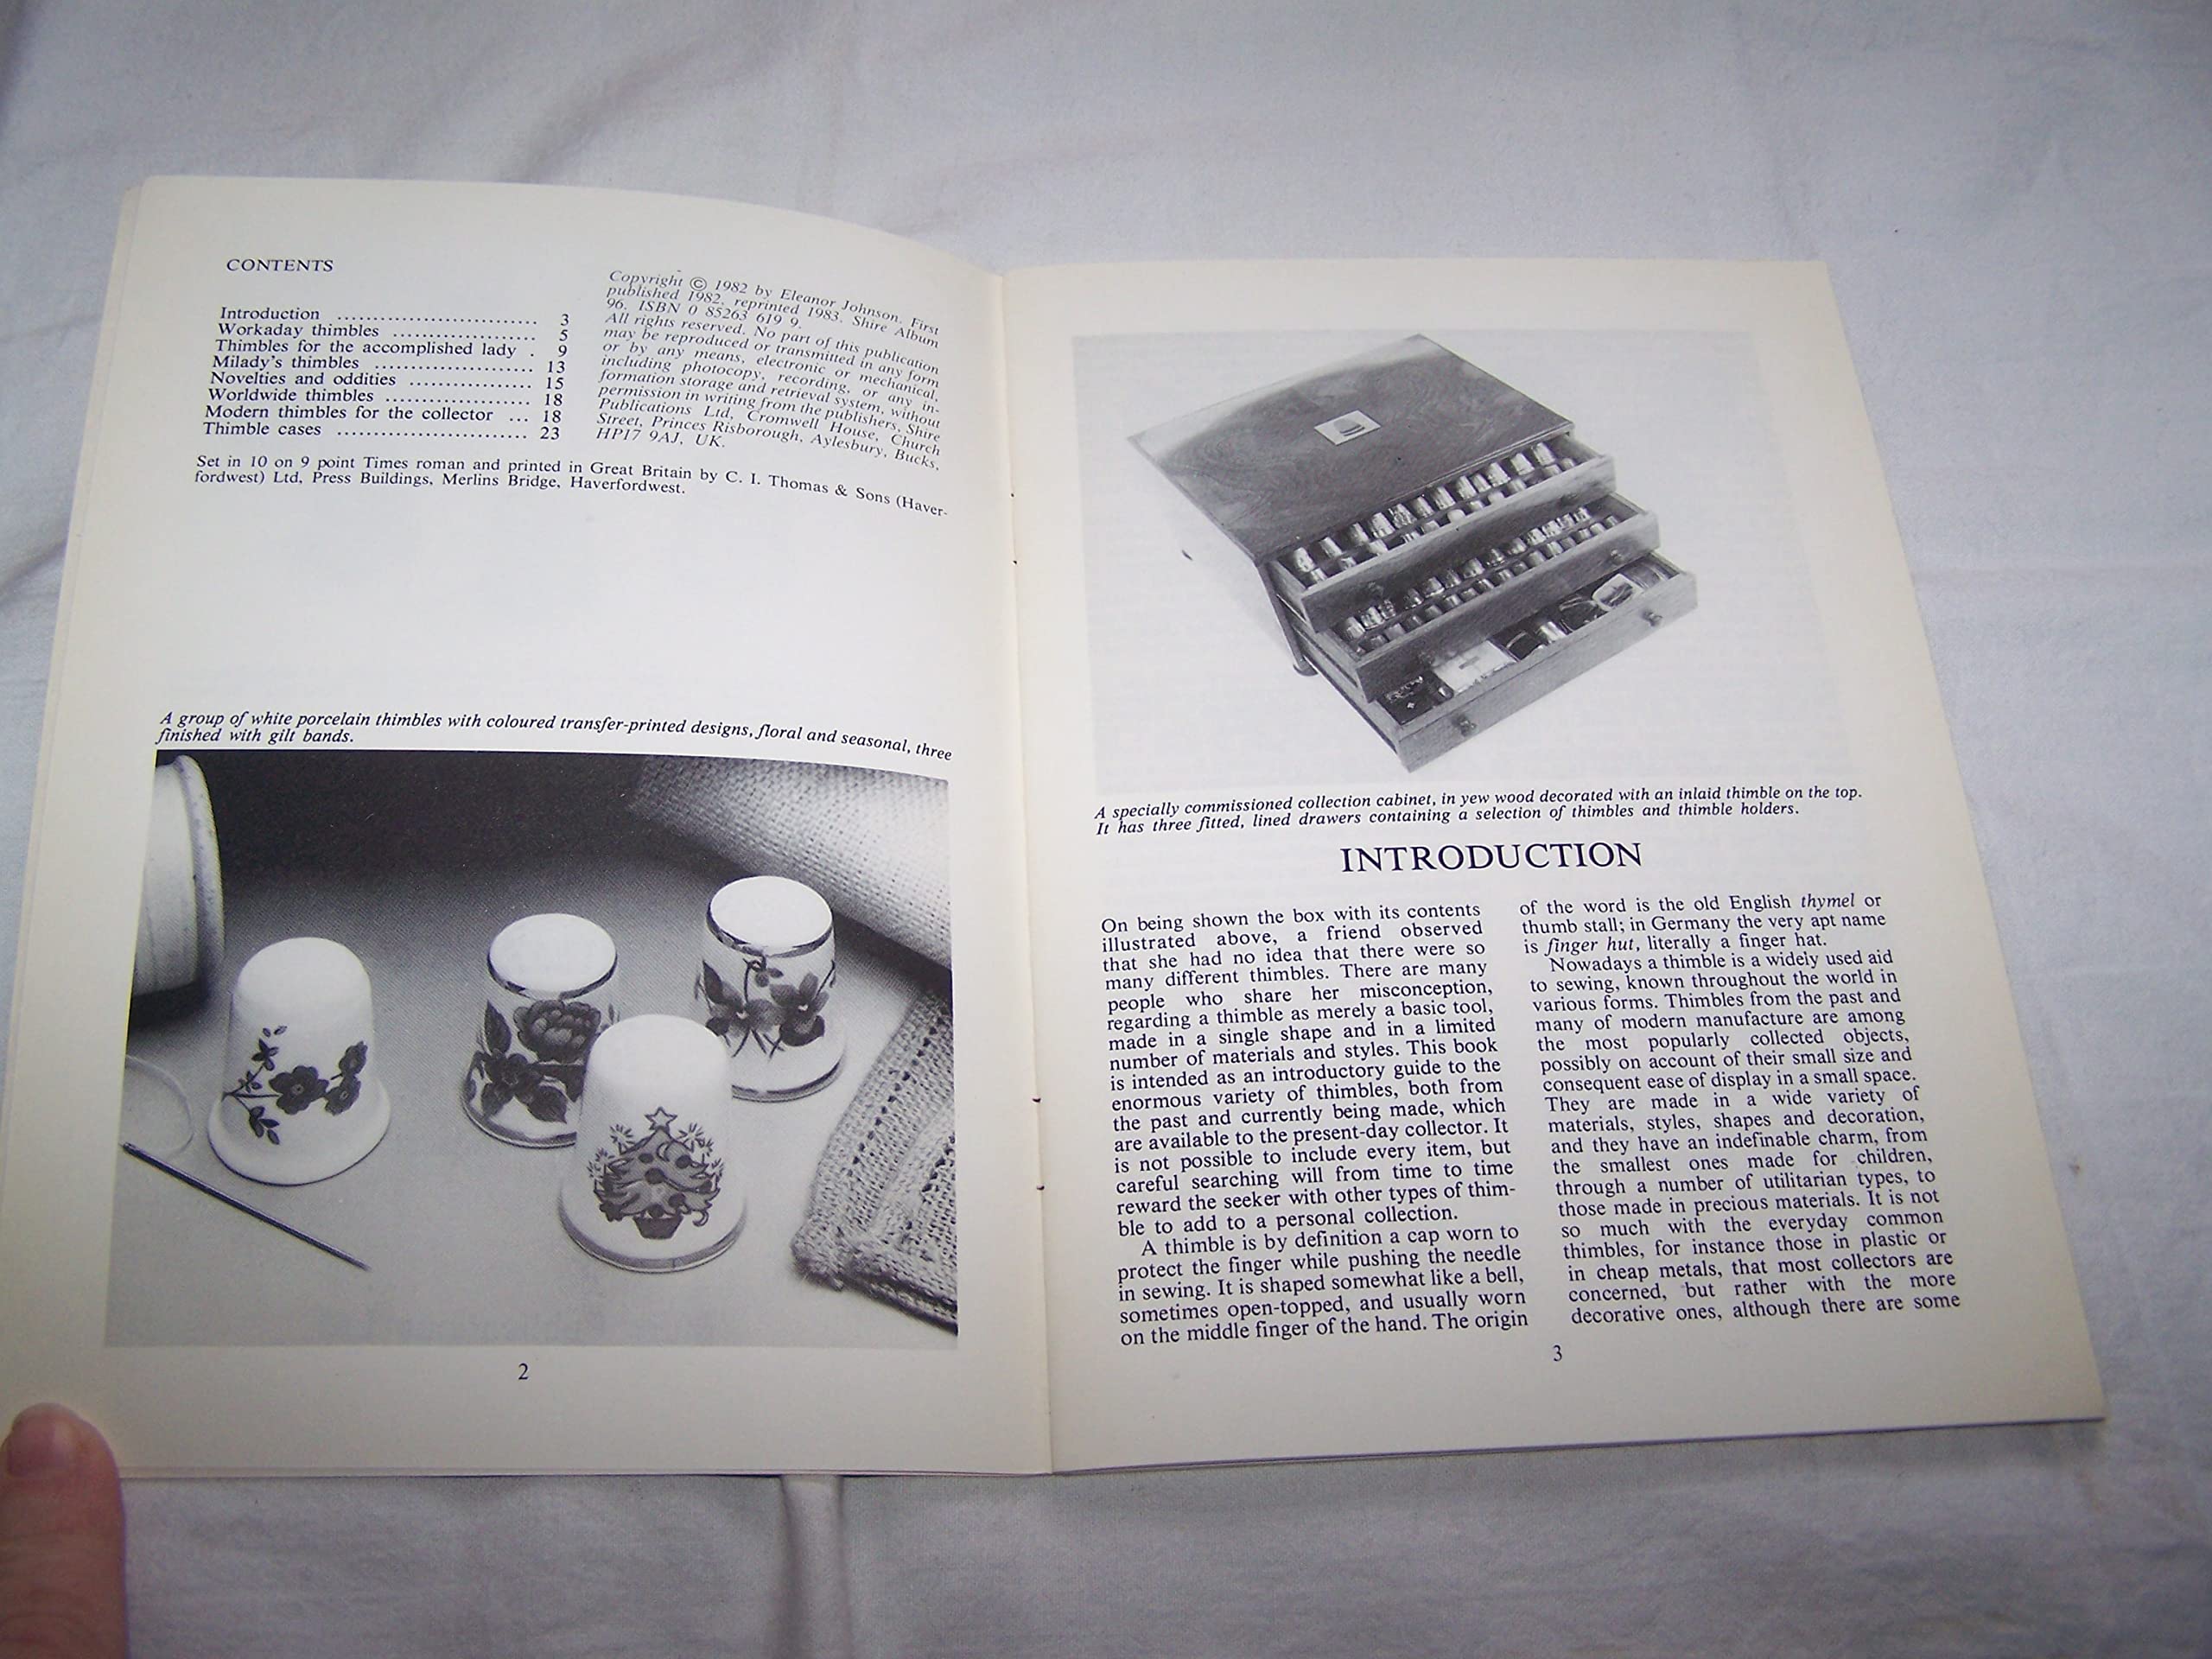 CONTENTS
Introduction ........................... 3
Workaday thimbles .................... 5
Thimbles for the accomplished lady . 9
Milady's thimbles ...................... 13
Novelties and oddities ................. 15
Worldwide thimbles .................... 18
Modern thimbles for the collector ... 18
Thimble cases .......................... 23
Copyright © 1982 by Eleanor Johnson. First
published 1982, reprinted 1983. Shire Album
96. ISBN 0 85263 619 9.
All rights reserved. No part of this publication
may be reproduced or transmitted in any form
or by any means, electronic or mechanical,
including photocopy, recording, or any in-
formation storage and retrieval system, without
permission in writing from the publishers, Shire
Publications Ltd, Cromwell House, Church
Street, Princes Risborough, Aylesbury, Bucks,
HP17 9AJ, UK.
Set in 10 on 9 point Times roman and printed in Great Britain by C. I. Thomas & Sons (Haver-
fordwest) Ltd, Press Buildings, Merlins Bridge, Haverfordwest.
A group of white porcelain thimbles with coloured transfer-printed designs, floral and seasonal, three
finished with gilt bands.
2
A specially commissioned collection cabinet, in yew wood decorated with an inlaid thimble on the top.
It has three fitted, lined drawers containing a selection of thimbles and thimble holders.
INTRODUCTION
On being shown the box with its contents
illustrated above, a friend observed
that she had no idea that there were so
many different thimbles. There are many
people who share her misconception,
regarding a thimble as merely a basic tool,
made in a single shape and in a limited
number of materials and styles. This book
is intended as an introductory guide to the
enormous variety of thimbles, both from
the past and currently being made, which
are available to the present-day collector. It
is not possible to include every item, but
careful searching will from time to time
reward the seeker with other types of thim-
ble to add to a personal collection.
A thimble is by definition a cap worn to
protect the finger while pushing the needle
in sewing. It is shaped somewhat like a bell,
sometimes open-topped, and usually worn
on the middle finger of the hand. The origin
of the word is the old English thymel or
thumb stall; in Germany the very apt name
is finger hut, literally a finger hat.
Nowadays a thimble is a widely used aid
to sewing, known throughout the world in
various forms. Thimbles from the past and
many of modern manufacture are among
the most popularly collected objects,
possibly on account of their small size and
consequent ease of display in a small space.
They are made in a wide variety of
materials, styles, shapes and decoration,
and they have an indefinable charm, from
the smallest ones made for children,
through a number of utilitarian types, to
those made in precious materials. It is not
so much with the everyday common
thimbles, for instance those in plastic or
in cheap metals, that most collectors are
concerned, but rather with the more
decorative ones, although there are some
3